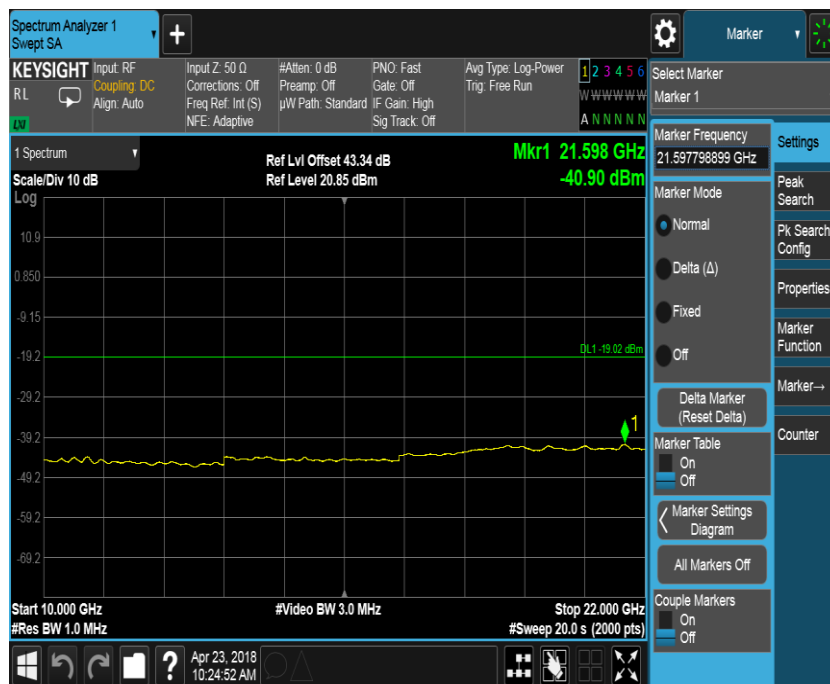 Spectrum Analyzer 1
Swept SA
+
Marker
KEYSIGHT
RL
LXI
Input: RF
Coupling: DC
Align: Auto
Input Z: 50 Ω
Corrections: Off
Freq Ref: Int (S)
NFE: Adaptive
#Atten: 0 dB
Preamp: Off
µW Path: Standard
PNO: Fast
Gate: Off
IF Gain: High
Sig Track: Off
Avg Type: Log-Power
Trig: Free Run
1 2 3 4 5 6
W W W W W W
A N N N N N
Select Marker
Marker 1
1 Spectrum
Scale/Div 10 dB
Log
Ref Lvl Offset 43.34 dB
Ref Level 20.85 dBm
Mkr1 21.598 GHz
-40.90 dBm
10.9
0.850
-9.15
-19.2
-29.2
-39.2
-49.2
-59.2
-69.2
DL1 -19.02 dBm
1
Start 10.000 GHz
#Res BW 1.0 MHz
#Video BW 3.0 MHz
Stop 22.000 GHz
#Sweep 20.0 s (2000 pts)
Marker Frequency
21.597798899 GHz
Marker Mode
Normal
Delta (Δ)
Fixed
Off
Delta Marker
(Reset Delta)
Marker Table
On
Off
Marker Settings
Diagram
All Markers Off
Couple Markers
On
Off
Settings
Peak
Search
Pk Search
Config
Properties
Marker
Function
Marker→
Counter
?
Apr 23, 2018
10:24:52 AM